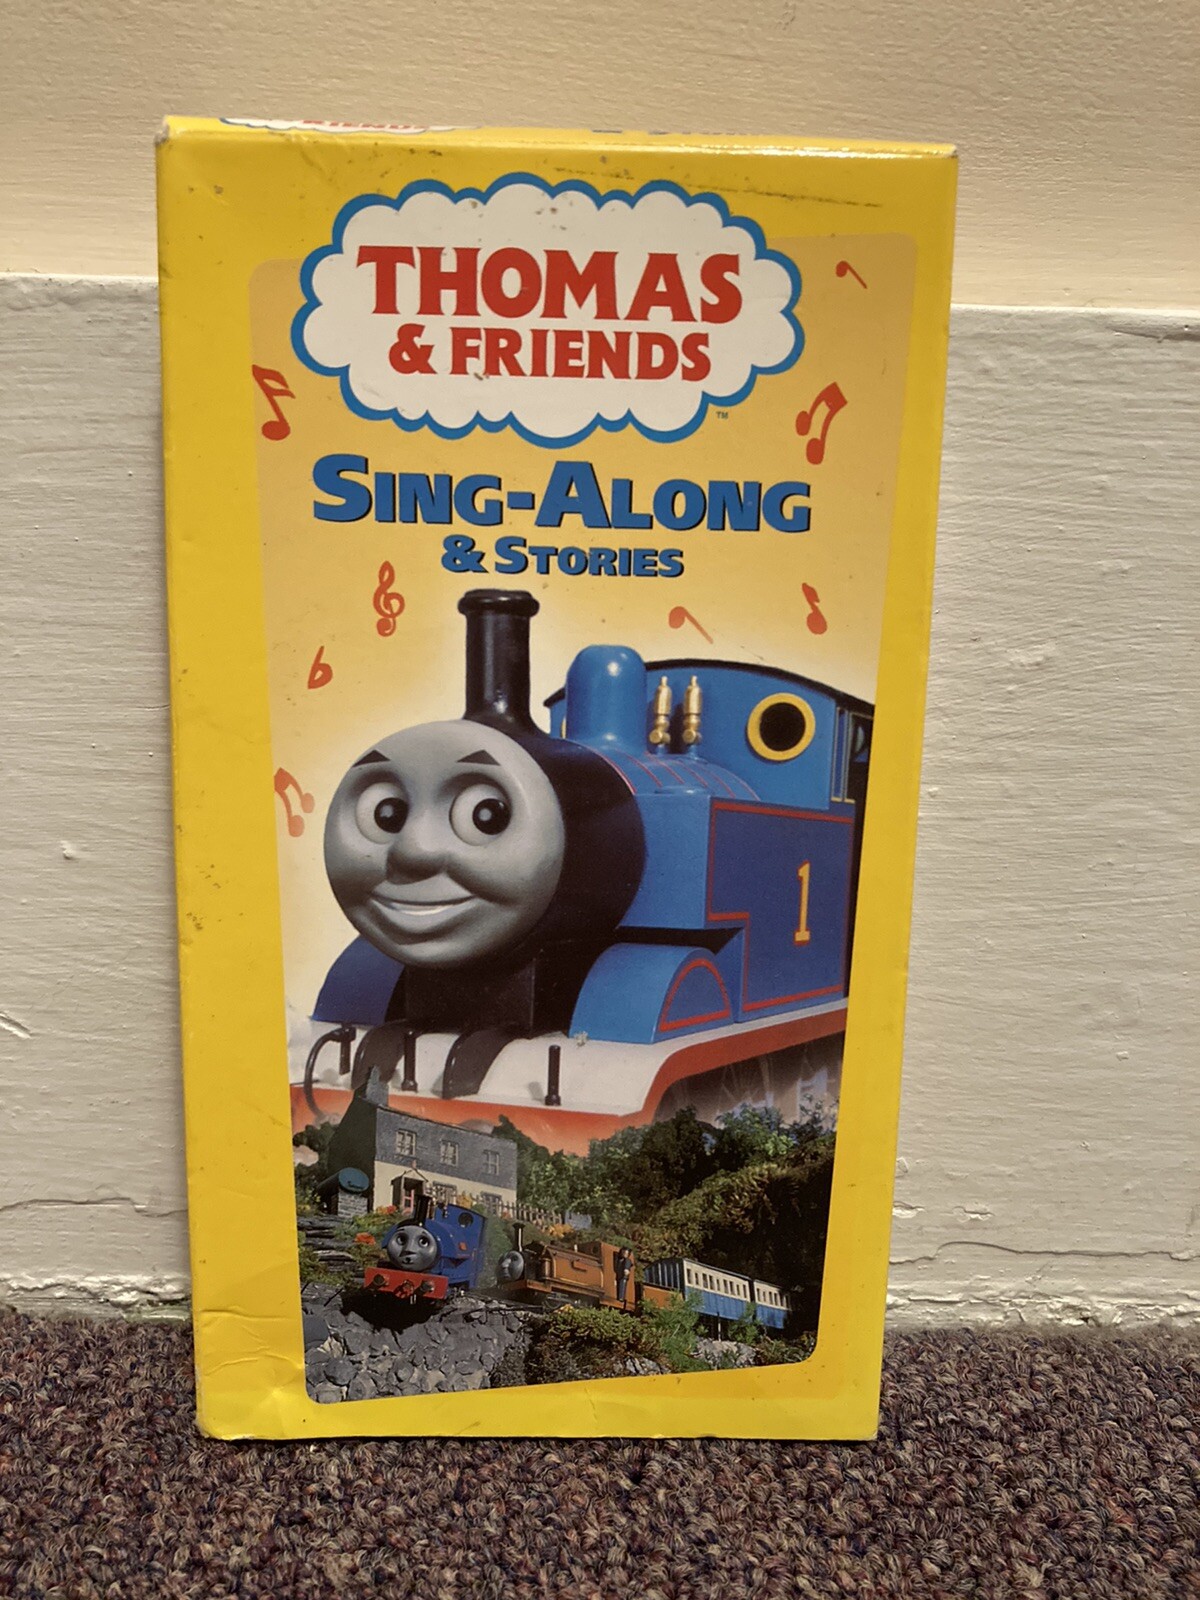 THOMAS
& FRIENDS
™
SING-ALONG
& STORIES
1